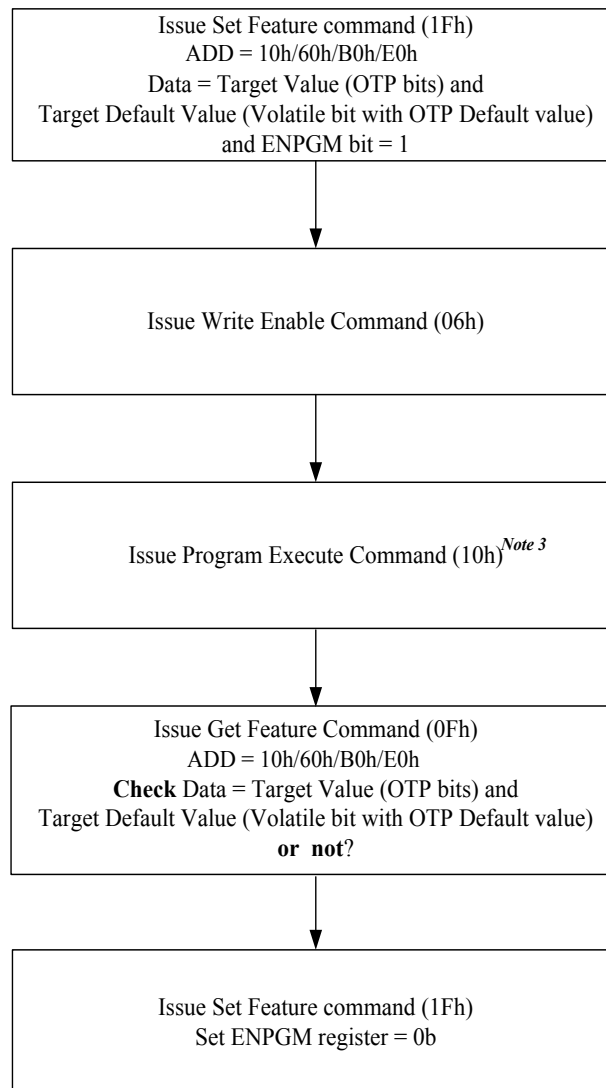 Issue Set Feature command (1Fh)
ADD = 10h/60h/B0h/E0h
Data = Target Value (OTP bits) and
Target Default Value (Volatile bit with OTP Default value)
and ENPGM bit = 1
Issue Write Enable Command (06h)
Issue Program Execute Command (10h)Note 3
Issue Get Feature Command (0Fh)
ADD = 10h/60h/B0h/E0h
Check Data = Target Value (OTP bits) and
Target Default Value (Volatile bit with OTP Default value)
or not?
Issue Set Feature command (1Fh)
Set ENPGM register = 0b